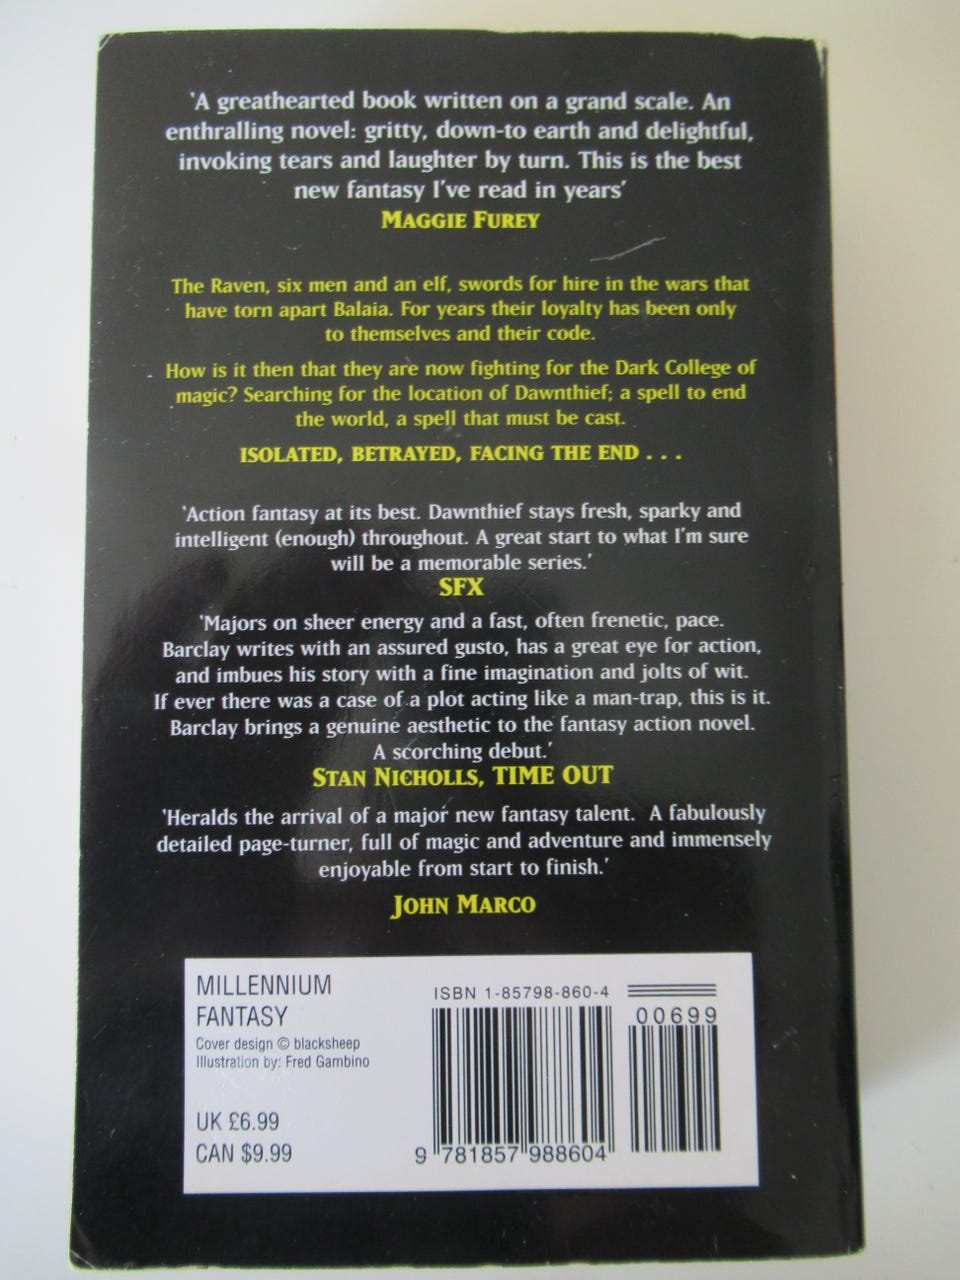 'A greathearted book written on a grand scale. An
enthralling novel: gritty, down-to earth and delightful,
invoking tears and laughter by turn. This is the best
new fantasy I've read in years'
MAGGIE FUREY
The Raven, six men and an elf, swords for hire in the wars that
have torn apart Balaia. For years their loyalty has been only
to themselves and their code.
How is it then that they are now fighting for the Dark College of
magic? Searching for the location of Dawnthief; a spell to end
the world, a spell that must be cast.
ISOLATED, BETRAYED, FACING THE END . . .
'Action fantasy at its best. Dawnthief stays fresh, sparky and
intelligent (enough) throughout. A great start to what I'm sure
will be a memorable series.'
SFX
'Majors on sheer energy and a fast, often frenetic, pace.
Barclay writes with an assured gusto, has a great eye for action,
and imbues his story with a fine imagination and jolts of wit.
If ever there was a case of a plot acting like a man-trap, this is it.
Barclay brings a genuine aesthetic to the fantasy action novel.
A scorching debut.'
STAN NICHOLLS, TIME OUT
'Heralds the arrival of a major new fantasy talent. A fabulously
detailed page-turner, full of magic and adventure and immensely
enjoyable from start to finish.'
JOHN MARCO
MILLENNIUM
FANTASY
Cover design © blacksheep
Illustration by: Fred Gambino
UK £6.99
CAN $9.99
ISBN 1-85798-860-4
00699
9 781857 988604